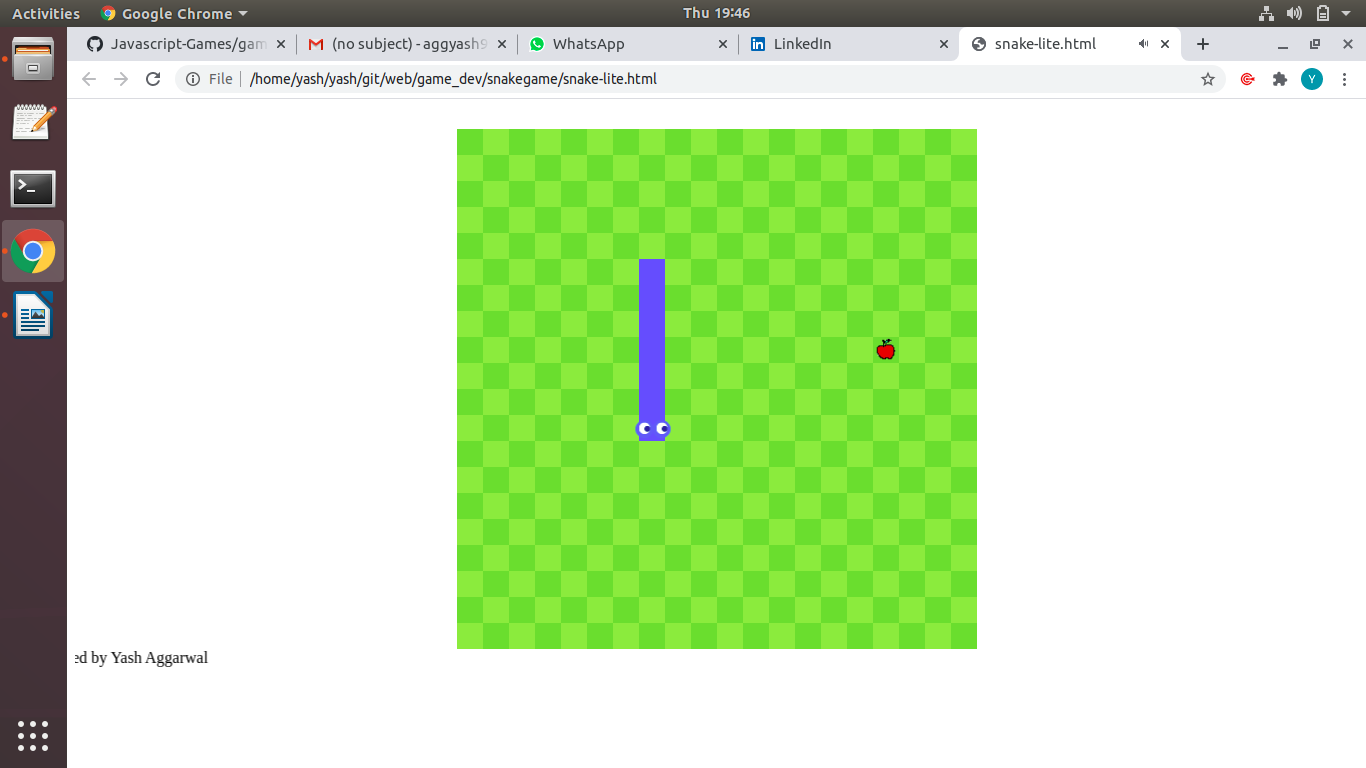 Activities Google Chrome Thu 19:46
Javascript-Games/gam (no subject) - aggyash9 WhatsApp LinkedIn snake-lite.html
File /home/yash/yash/git/web/game_dev/snakegame/snake-lite.html Y
ed by Yash Aggarwal